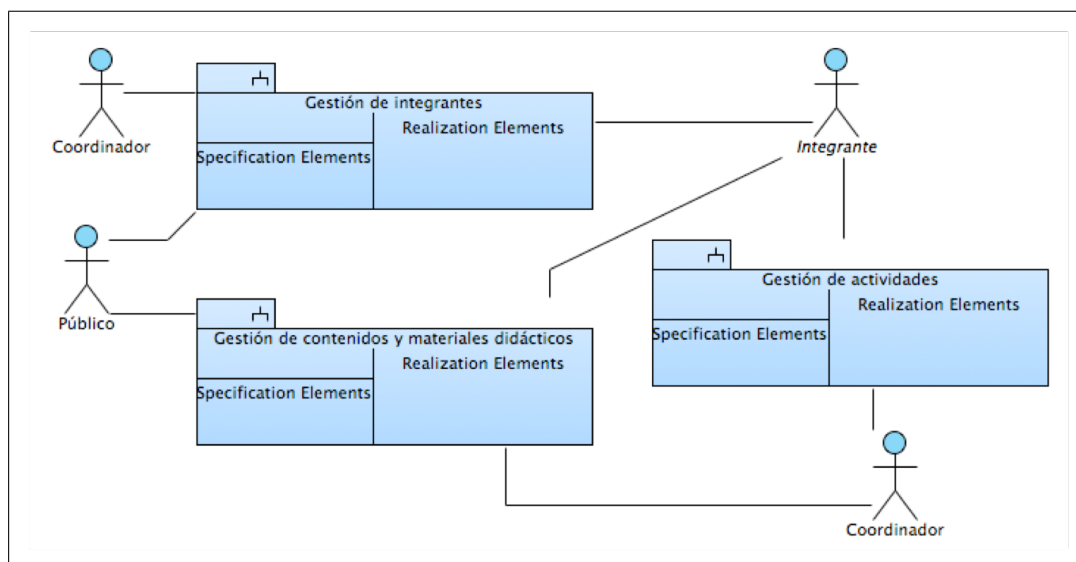 Gestión de integrantes
Realization Elements
Specification Elements
Coordinador
Integrante
Público
Gestión de actividades
Realization Elements
Specification Elements
Gestión de contenidos y materiales didácticos
Realization Elements
Specification Elements
Coordinador